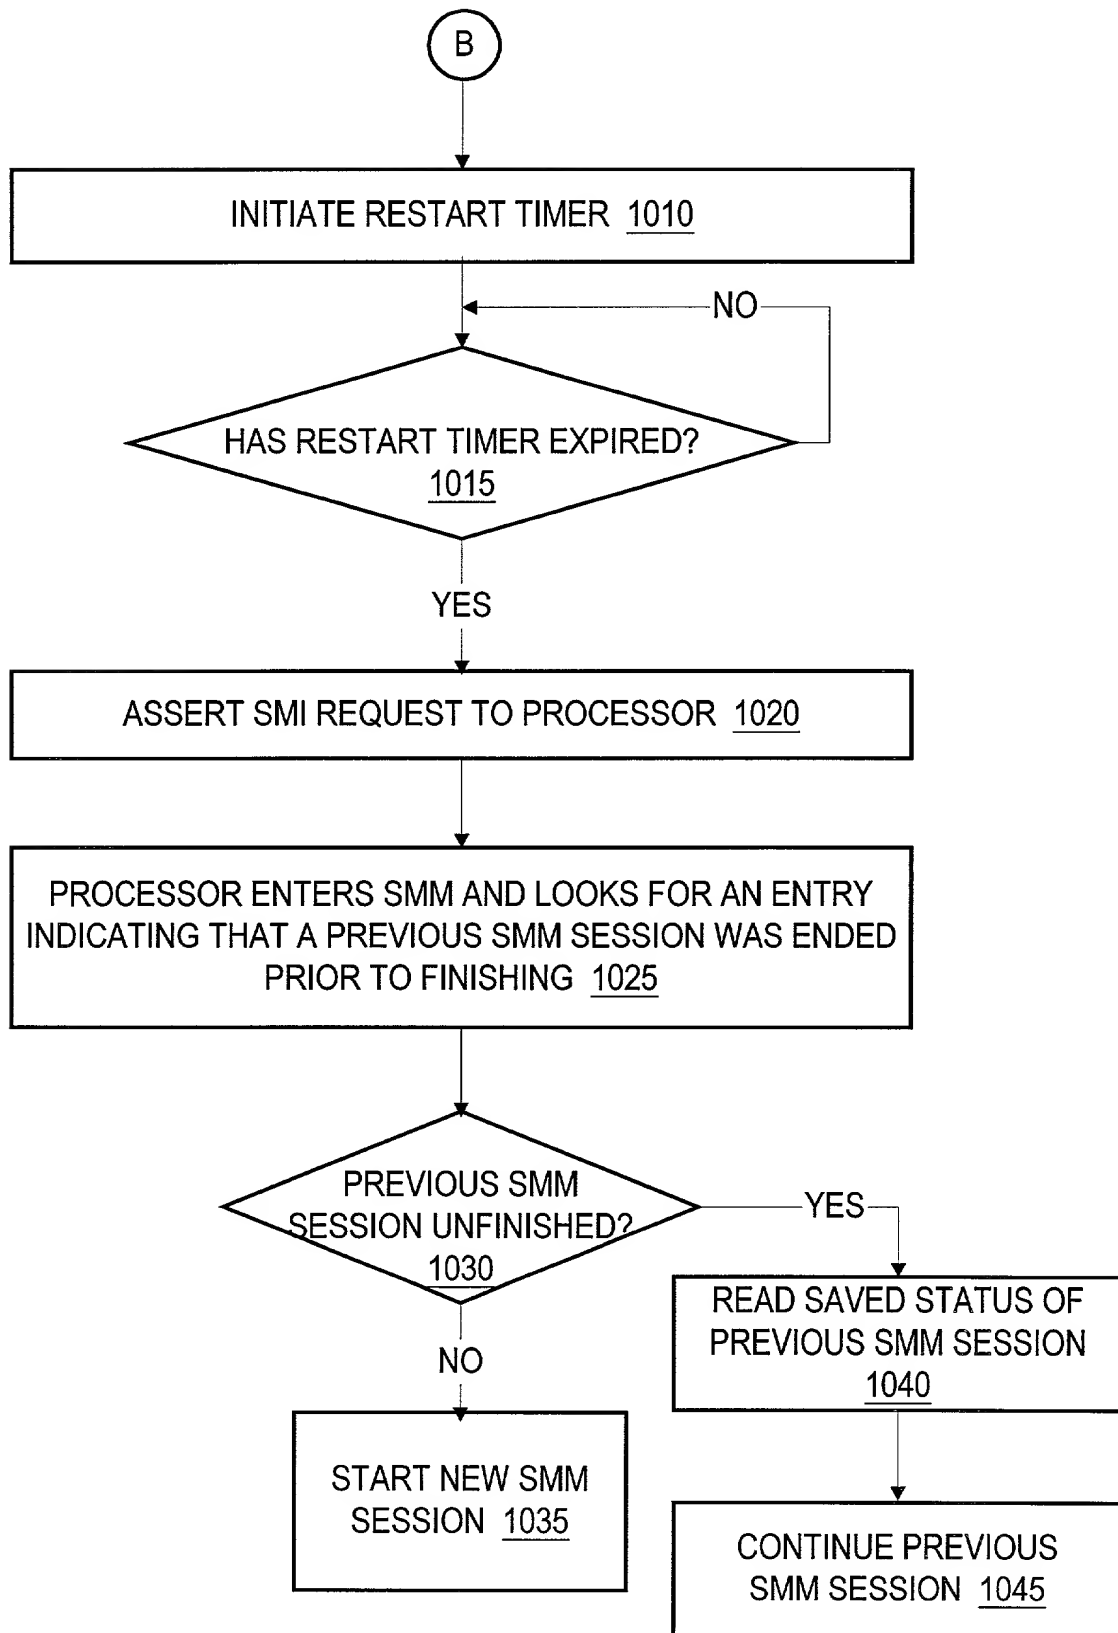 B
INITIATE RESTART TIMER 1010
NO
HAS RESTART TIMER EXPIRED?
1015
YES
ASSERT SMI REQUEST TO PROCESSOR 1020
PROCESSOR ENTERS SMM AND LOOKS FOR AN ENTRY
INDICATING THAT A PREVIOUS SMM SESSION WAS ENDED
PRIOR TO FINISHING 1025
PREVIOUS SMM
SESSION UNFINISHED?
1030
YES
NO
READ SAVED STATUS OF
PREVIOUS SMM SESSION
1040
START NEW SMM
SESSION 1035
CONTINUE PREVIOUS
SMM SESSION 1045